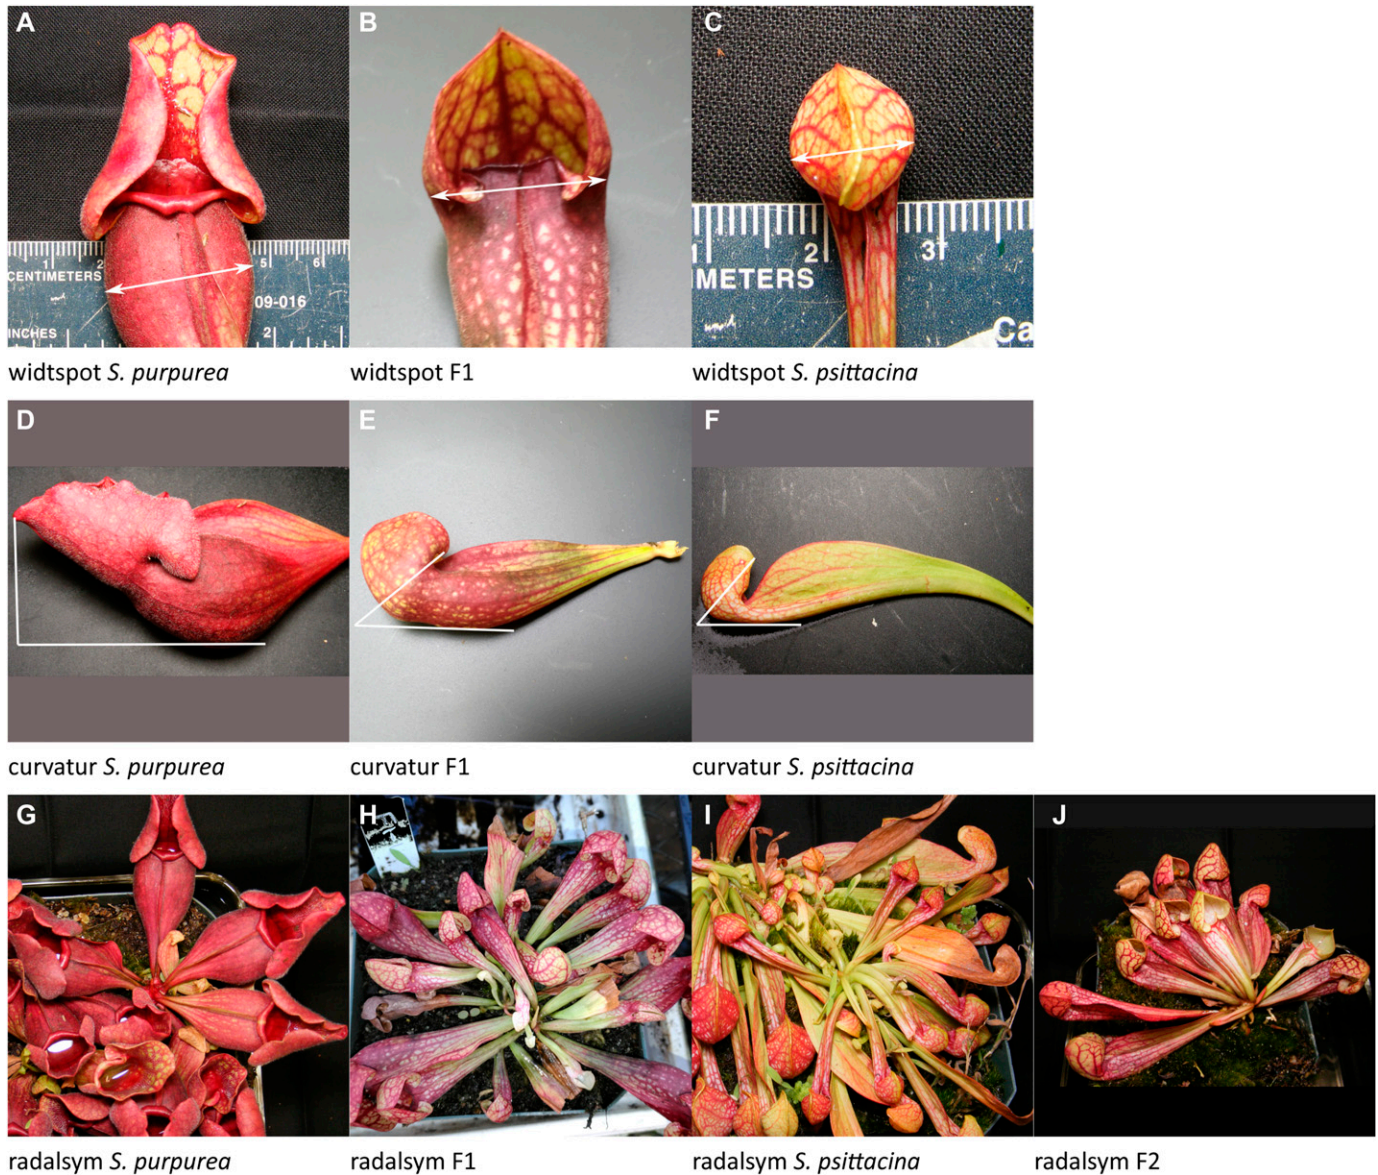 A
B
C
1 2 5 6
CENTIMETERS
09-016
INCHES
2
2 3
METERS
Ca
widtspot S. purpurea
widtspot F1
widtspot S. psittacina
D
E
F
curvatur S. purpurea
curvatur F1
curvatur S. psittacina
G
H
I
J
radalsym S. purpurea
radalsym F1
radalsym S. psittacina
radalsym F2